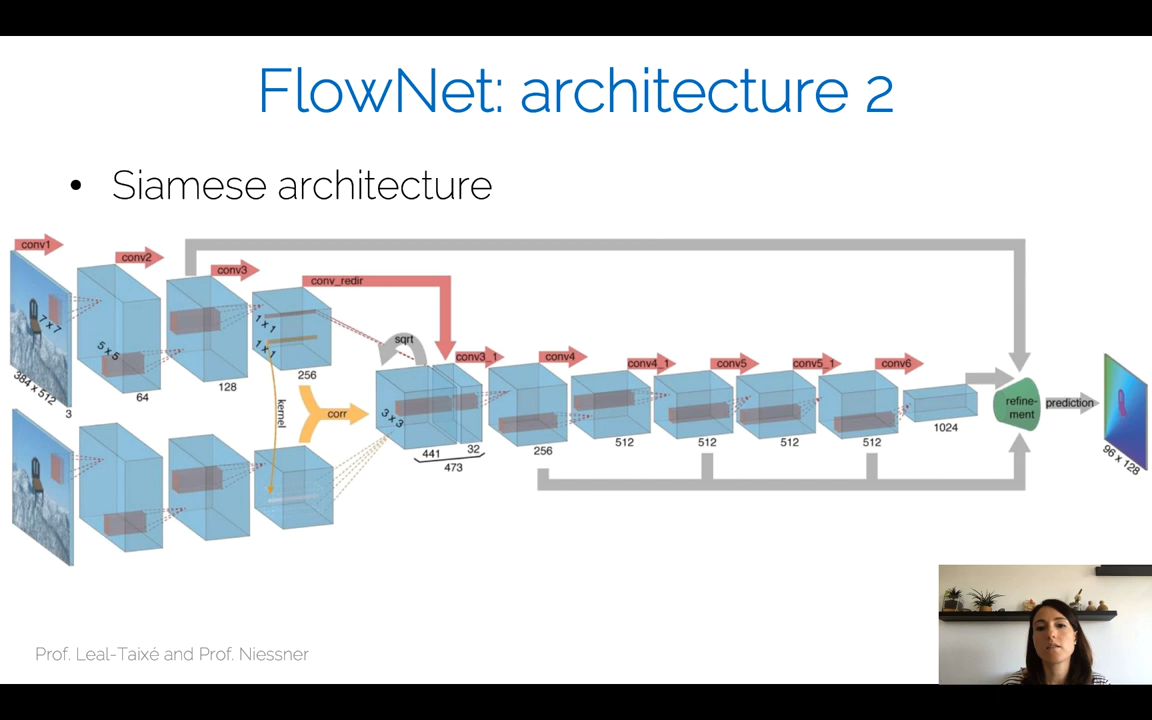 FlowNet: architecture 2
• Siamese architecture
conv1
conv2
conv3
conv_redir
sqrt
conv3_1
conv4
conv4_1
conv5
conv5_1
conv6
7 x 7
5 x 5
1 x 1
1 x 1
3 x 3
384 x 512
3
64
128
256
kernel
corr
441
32
473
256
512
512
512
512
1024
refine-
ment
prediction
96 x 128
Prof. Leal-Taixé and Prof. Niessner